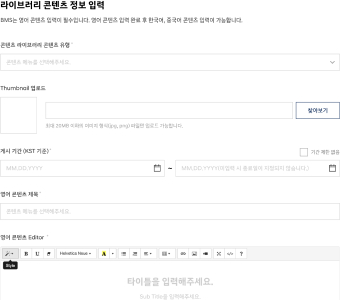 라이브러리 콘텐츠 정보 입력
BMS는 영어 콘텐츠 입력이 필수입니다. 영어 콘텐츠 입력 완료 후 한국어, 중국어 콘텐츠 입력이 가능합니다.
콘텐츠 라이브러리 콘텐츠 유형 *
콘텐츠 메뉴를 선택해주세요.
Thumbnail 업로드
찾아보기
최대 20MB 이하의 이미지 형식(jpg, png) 파일만 업로드 가능합니다.
게시 기간 (KST 기준) *
기간 제한 없음
MM.DD.YYYY ~ MM.DD.YYYY(미입력 시 종료일이 지정되지 않습니다.)
영어 콘텐츠 제목 *
콘텐츠 메뉴를 선택해주세요.
영어 콘텐츠 Editor *
B U Helvetica Neue A </> ?
Style
타이틀을 입력해주세요.
Sub Title을 입력해주세요.